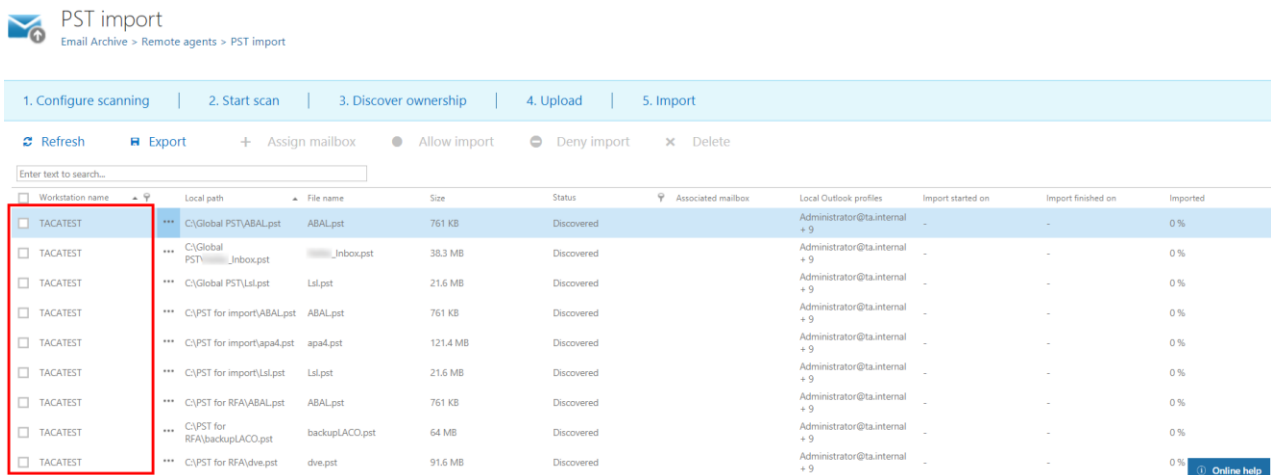 PST import
Email Archive > Remote agents > PST import
1. Configure scanning | 2. Start scan | 3. Discover ownership | 4. Upload | 5. Import
Refresh Export + Assign mailbox Allow import Deny import × Delete
Enter text to search...
Workstation name Local path File name Size Status Associated mailbox Local Outlook profiles Import started on Import finished on Imported
TACATEST ••• C:\Global PST\ABAL.pst ABAL.pst 761 KB Discovered Administrator@ta.internal + 9 - - 0 %
TACATEST ••• C:\Global PST\ _Inbox.pst _Inbox.pst 38.3 MB Discovered Administrator@ta.internal + 9 - - 0 %
TACATEST ••• C:\Global PST\Lsl.pst Lsl.pst 21.6 MB Discovered Administrator@ta.internal + 9 - - 0 %
TACATEST ••• C:\PST for import\ABAL.pst ABAL.pst 761 KB Discovered Administrator@ta.internal + 9 - - 0 %
TACATEST ••• C:\PST for import\apa4.pst apa4.pst 121.4 MB Discovered Administrator@ta.internal + 9 - - 0 %
TACATEST ••• C:\PST for import\Lsl.pst Lsl.pst 21.6 MB Discovered Administrator@ta.internal + 9 - - 0 %
TACATEST ••• C:\PST for RFA\ABAL.pst ABAL.pst 761 KB Discovered Administrator@ta.internal + 9 - - 0 %
TACATEST ••• C:\PST for RFA\backupLACO.pst backupLACO.pst 64 MB Discovered Administrator@ta.internal + 9 - - 0 %
TACATEST ••• C:\PST for RFA\dve.pst dve.pst 91.6 MB Discovered Administrator@ta.internal + 9 - - 0 %
Online help